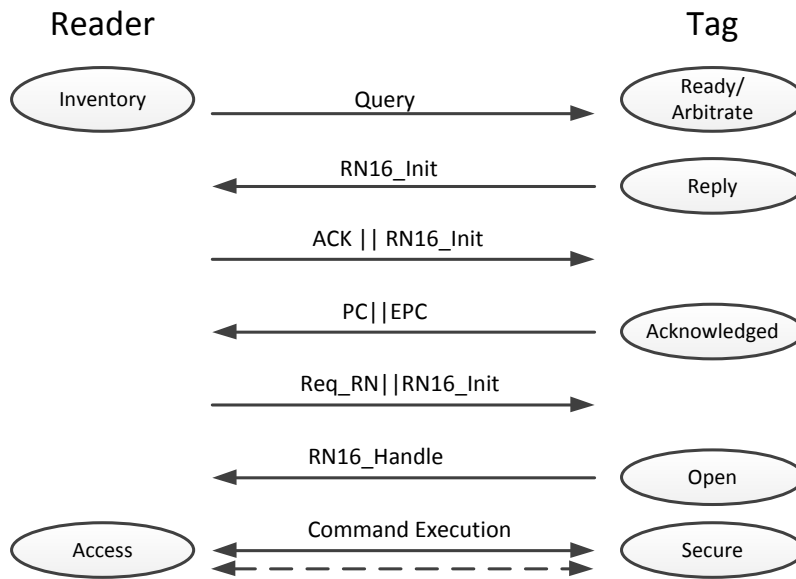 Reader Tag
Inventory Query Ready/
Arbitrate
RN16_Init Reply
ACK || RN16_Init
PC||EPC Acknowledged
Req_RN||RN16_Init
RN16_Handle Open
Access Command Execution Secure